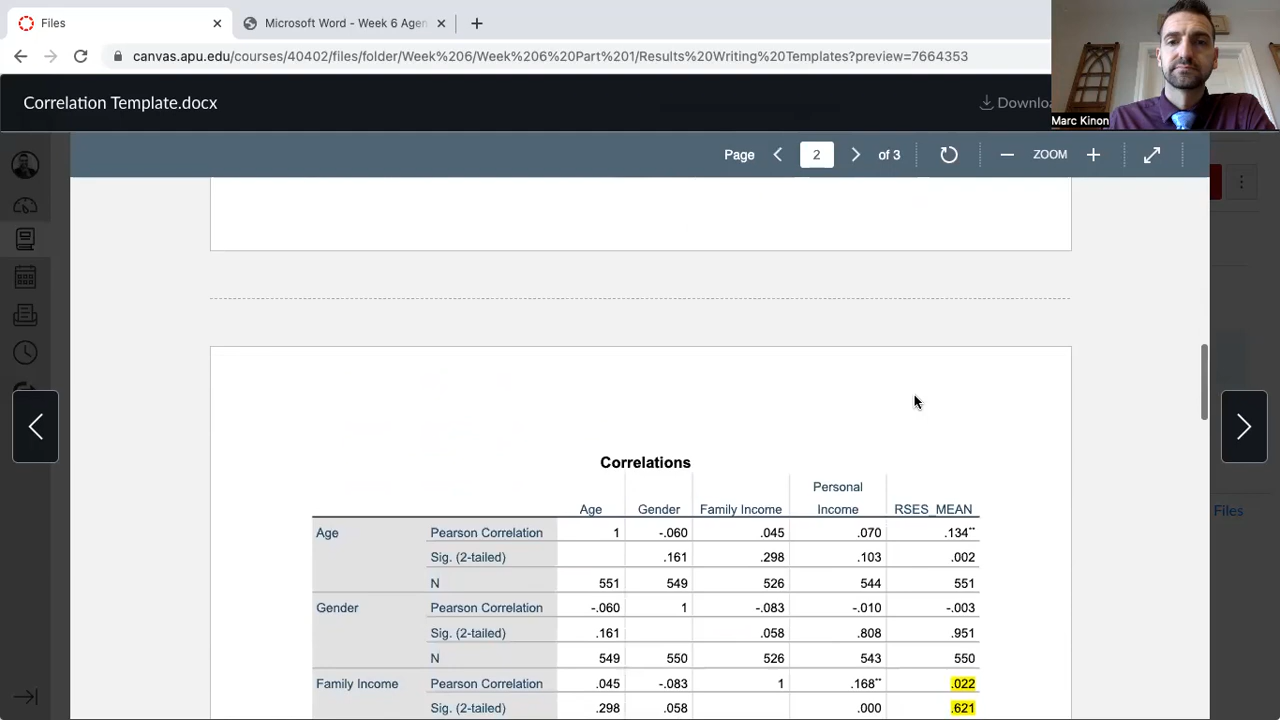 Files
Microsoft Word - Week 6 Agen
canvas.apu.edu/courses/40402/files/folder/Week%206/Week%206%20Part%201/Results%20Writing%20Templates?preview=7664353
Correlation Template.docx
Downlo
Marc Kinon
Page 2 of 3 ZOOM
Correlations
Age Gender Family Income Personal Income RSES_MEAN
Age Pearson Correlation 1 -.060 .045 .070 .134**
Sig. (2-tailed) .161 .298 .103 .002
N 551 549 526 544 551
Gender Pearson Correlation -.060 1 -.083 -.010 -.003
Sig. (2-tailed) .161 .058 .808 .951
N 549 550 526 543 550
Family Income Pearson Correlation .045 -.083 1 .168** .022
Sig. (2-tailed) .298 .058 .000 .621
Files